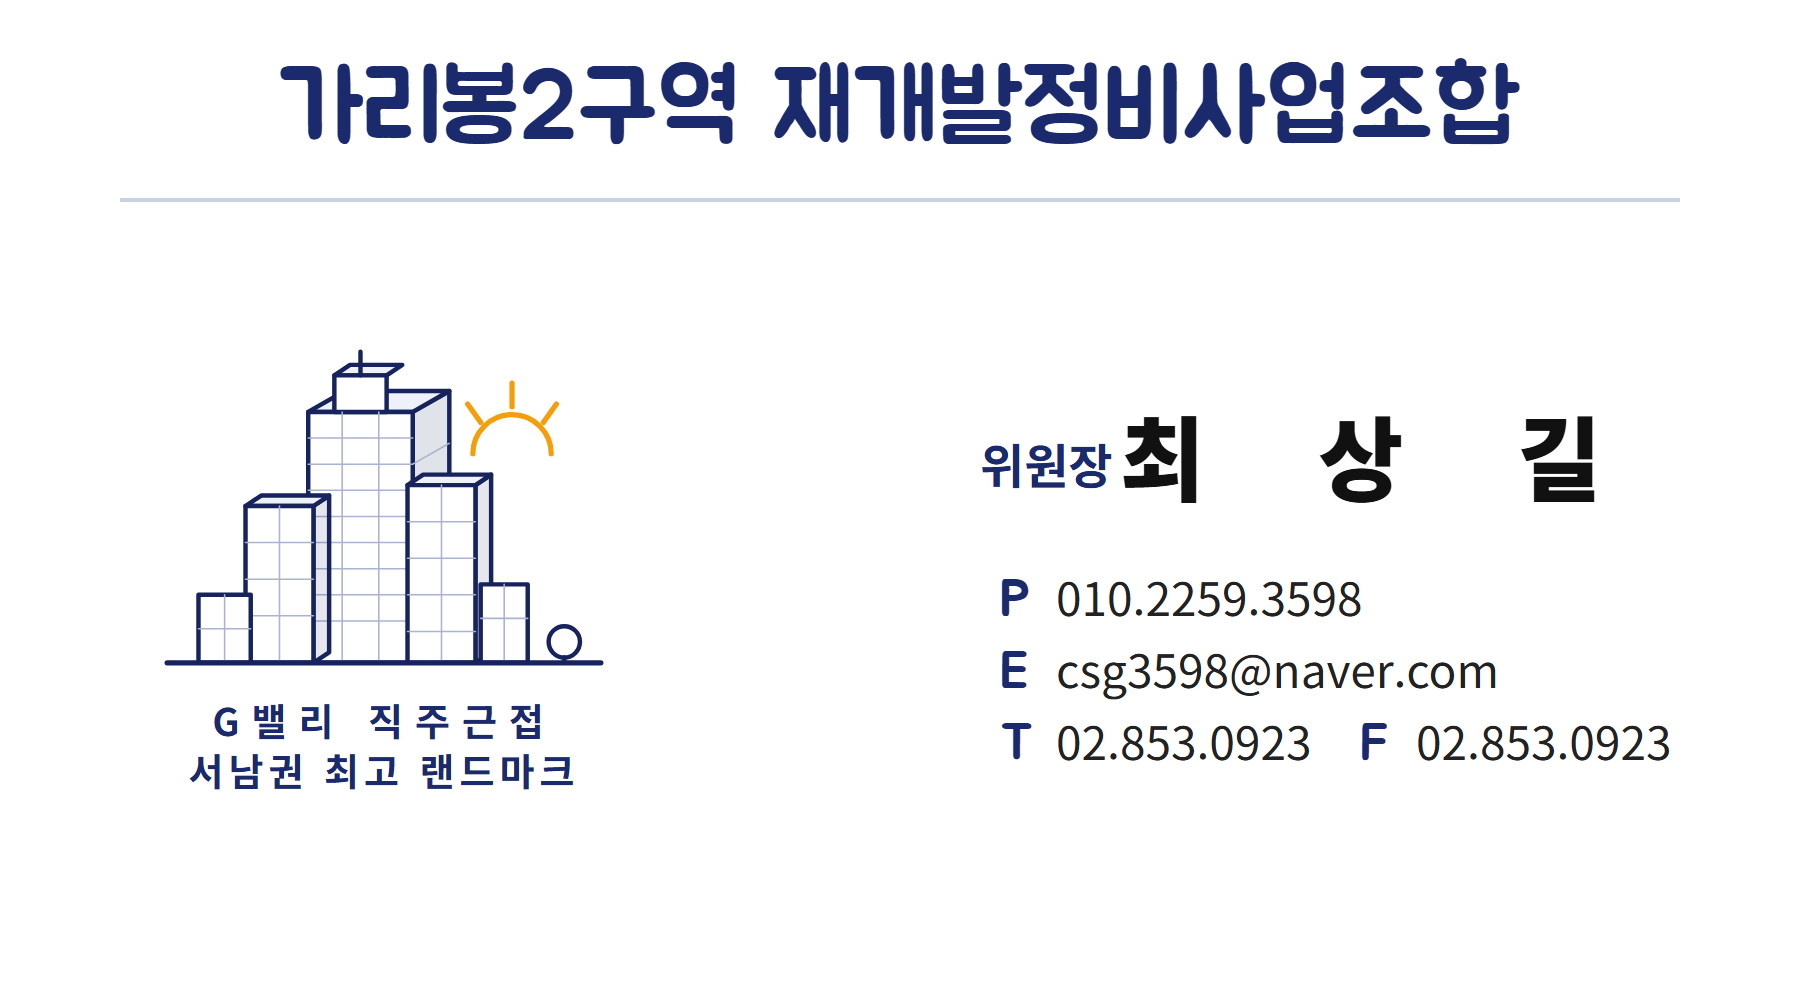 가리봉2구역 재개발정비사업조합
위원장 최 상 길
P 010.2259.3598
E csg3598@naver.com
T 02.853.0923 F 02.853.0923
G밸리 직주근접
서남권 최고 랜드마크